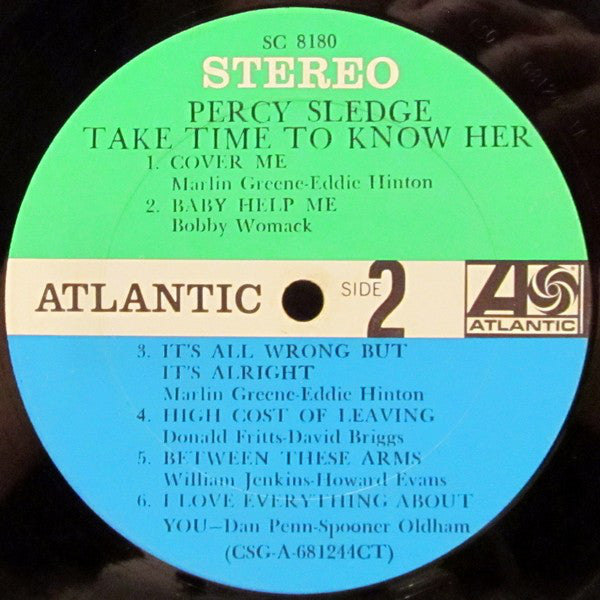 SC 8180
STEREO
PERCY SLEDGE
TAKE TIME TO KNOW HER
1. COVER ME
Marlin Greene-Eddie Hinton
2. BABY HELP ME
Bobby Womack
ATLANTIC
SIDE 2
ATLANTIC
3. IT'S ALL WRONG BUT
IT'S ALRIGHT
Marlin Greene-Eddie Hinton
4. HIGH COST OF LEAVING
Donald Fritts-David Briggs
5. BETWEEN THESE ARMS
William Jenkins-Howard Evans
6. I LOVE EVERYTHING ABOUT
YOU—Dan Penn-Spooner Oldham
(CSG-A-681244CT)